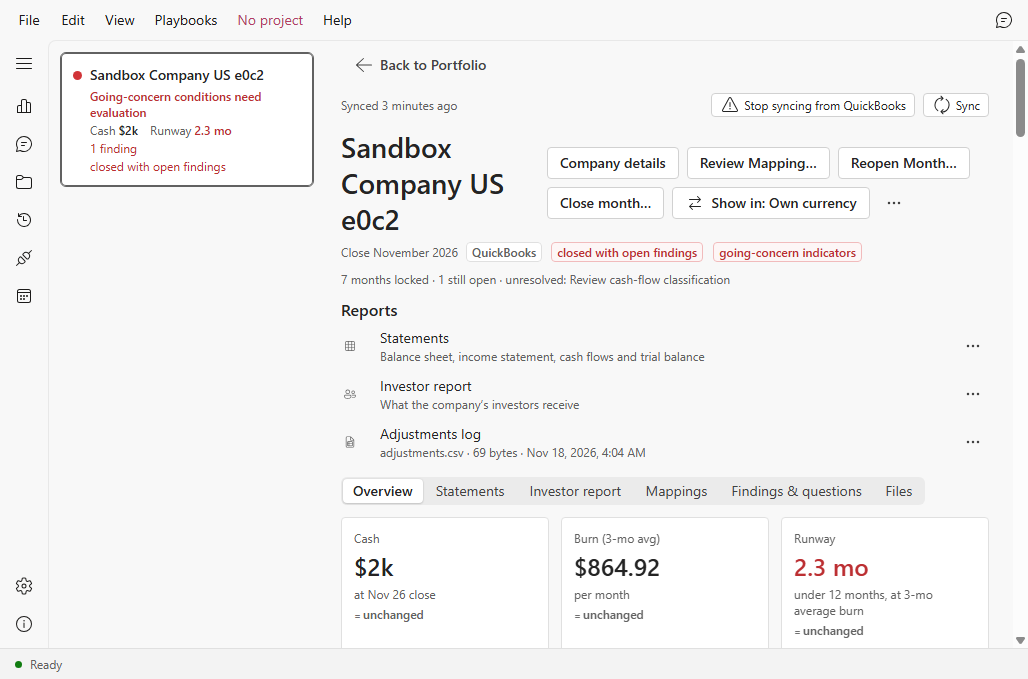 File Edit View Playbooks No project Help
Sandbox Company US e0c2
Going-concern conditions need
evaluation
Cash $2k Runway 2.3 mo
1 finding
closed with open findings
Back to Portfolio
Synced 3 minutes ago
Stop syncing from QuickBooks
Sync
Sandbox
Company US
e0c2
Company details
Review Mapping...
Reopen Month...
Close month...
Show in: Own currency
Close November 2026 QuickBooks closed with open findings going-concern indicators
7 months locked · 1 still open · unresolved: Review cash-flow classification
Reports
Statements
Balance sheet, income statement, cash flows and trial balance
Investor report
What the company’s investors receive
Adjustments log
adjustments.csv · 69 bytes · Nov 18, 2026, 4:04 AM
Overview Statements Investor report Mappings Findings & questions Files
Cash
$2k
at Nov 26 close
= unchanged
Burn (3-mo avg)
$864.92
per month
= unchanged
Runway
2.3 mo
under 12 months, at 3-mo
average burn
= unchanged
Ready